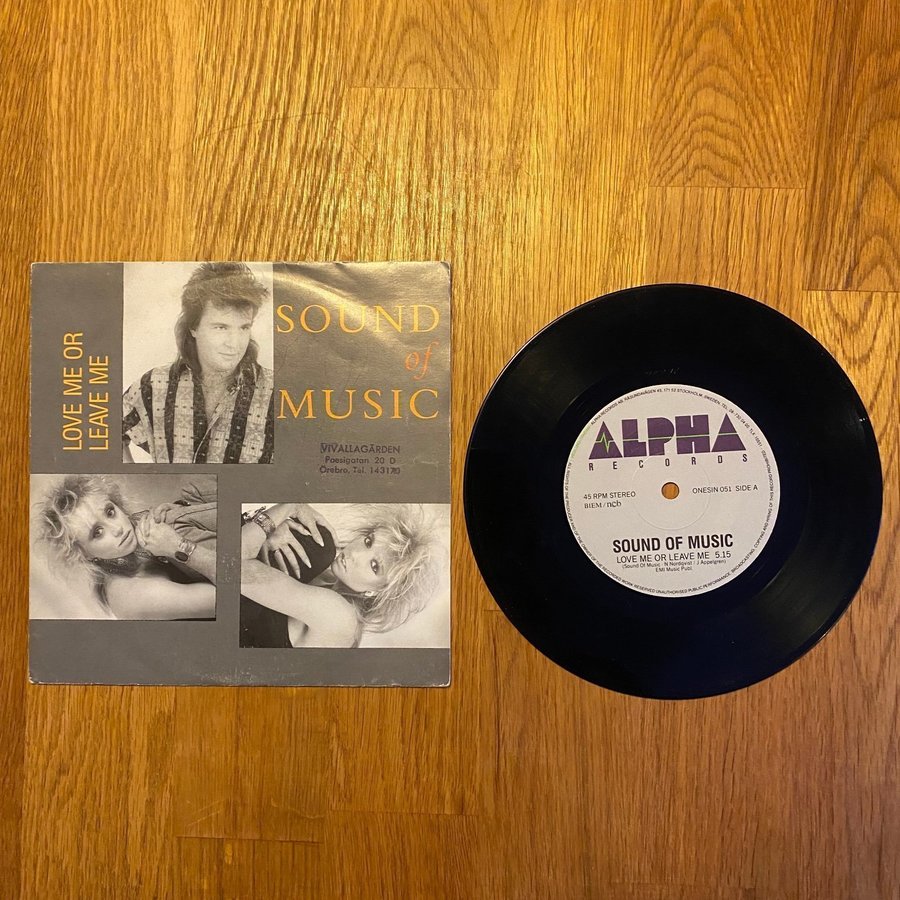 LOVE ME OR
LEAVE ME
SOUND
of
MUSIC
VIVALLAGÅRDEN
Poesigatan 20 D
Örebro, Tel. 143170
ALPHA
RECORDS
45 RPM STEREO
BIEM/ncb
ONESIN 051 SIDE A
SOUND OF MUSIC
LOVE ME OR LEAVE ME 5.15
(Sound Of Music - N Nordqvist / J Appelgren)
EMI Music Publ.